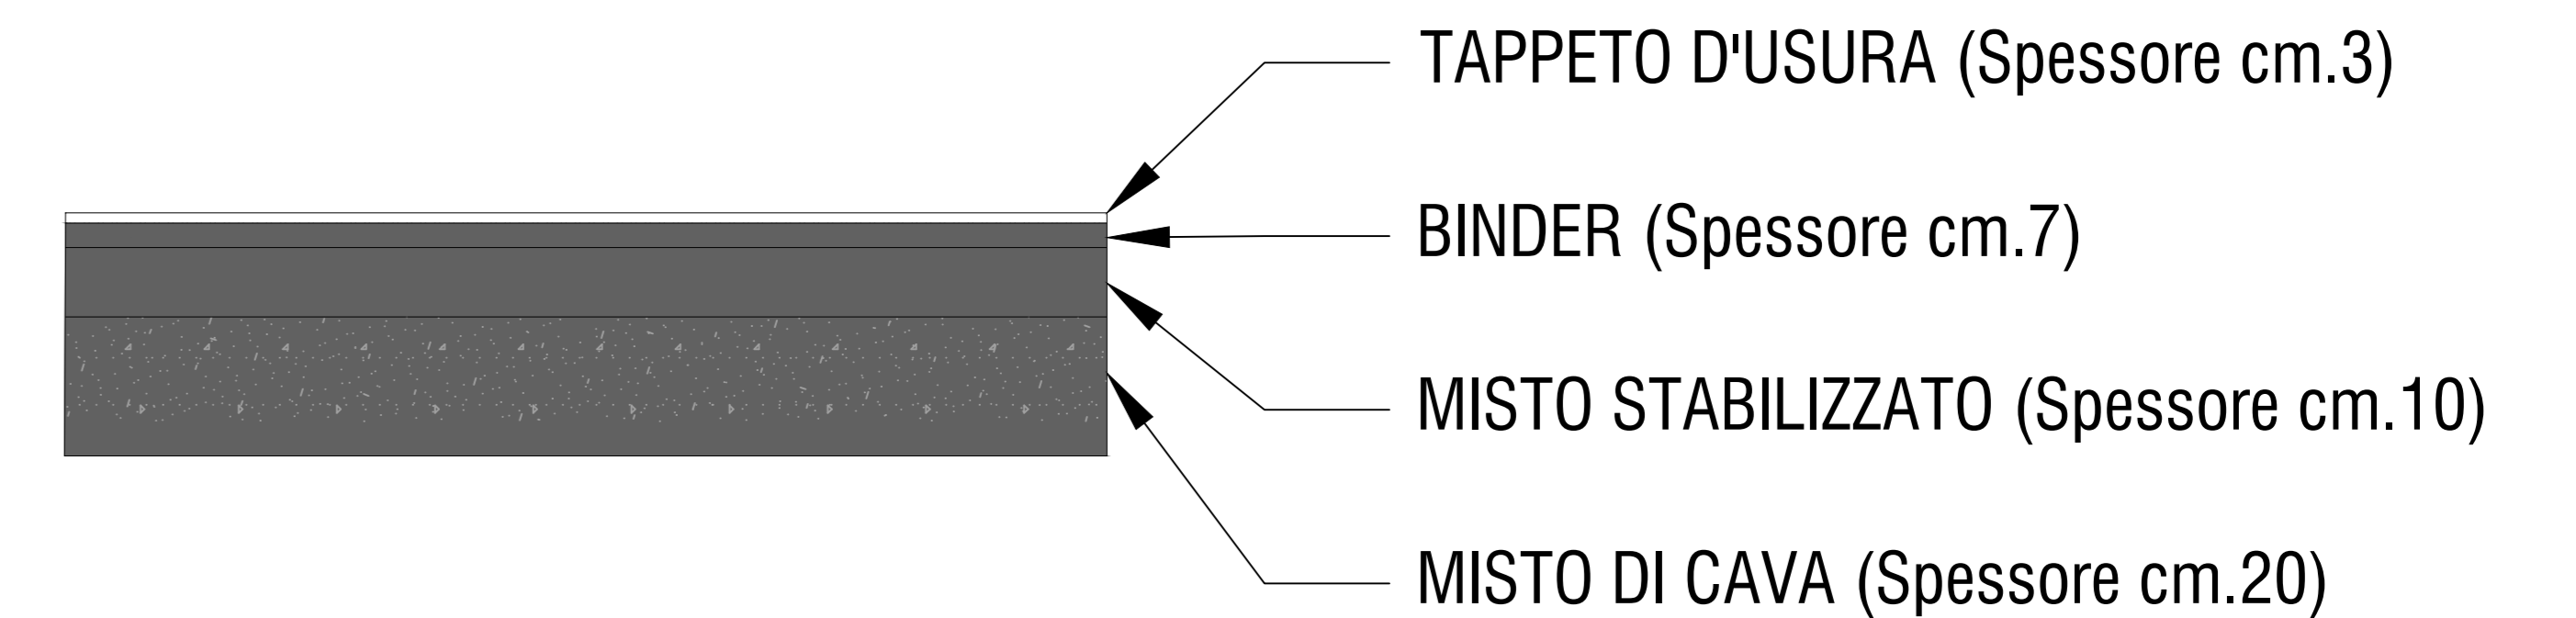 TAPPETO D'USURA (Spessore cm.3)
BINDER (Spessore cm.7)
MISTO STABILIZZATO (Spessore cm.10)
MISTO DI CAVA (Spessore cm.20)